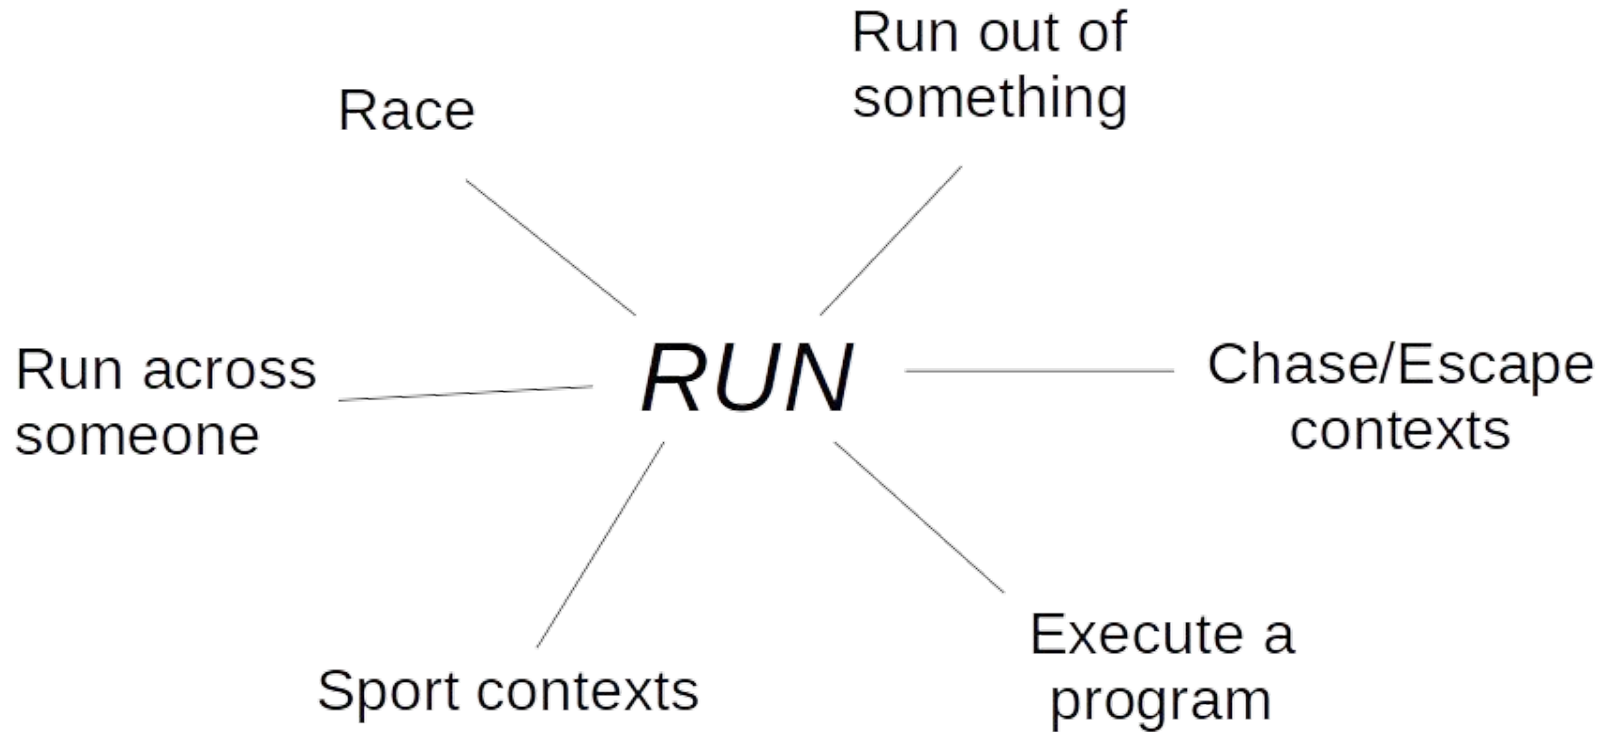 Run out of
something
Race
RUN
Run across
someone
Chase/Escape
contexts
Sport contexts
Execute a
program